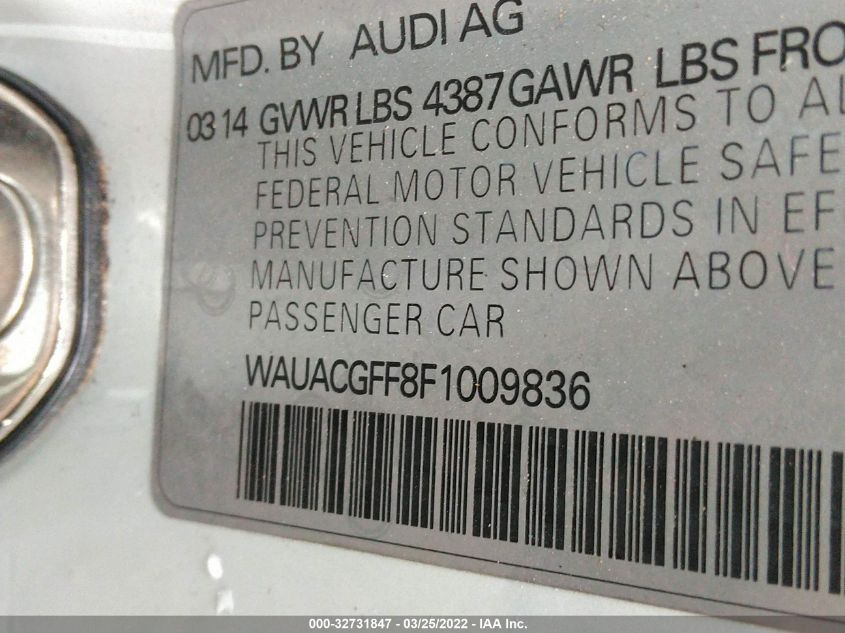 MFD. BY AUDI AG
03 14 GVWR LBS 4387 GAWR LBS FRO
THIS VEHICLE CONFORMS TO AL
FEDERAL MOTOR VEHICLE SAFE
PREVENTION STANDARDS IN EF
MANUFACTURE SHOWN ABOVE
PASSENGER CAR
WAUACGFF8F1009836
000-32731847 - 03/25/2022 - IAA Inc.